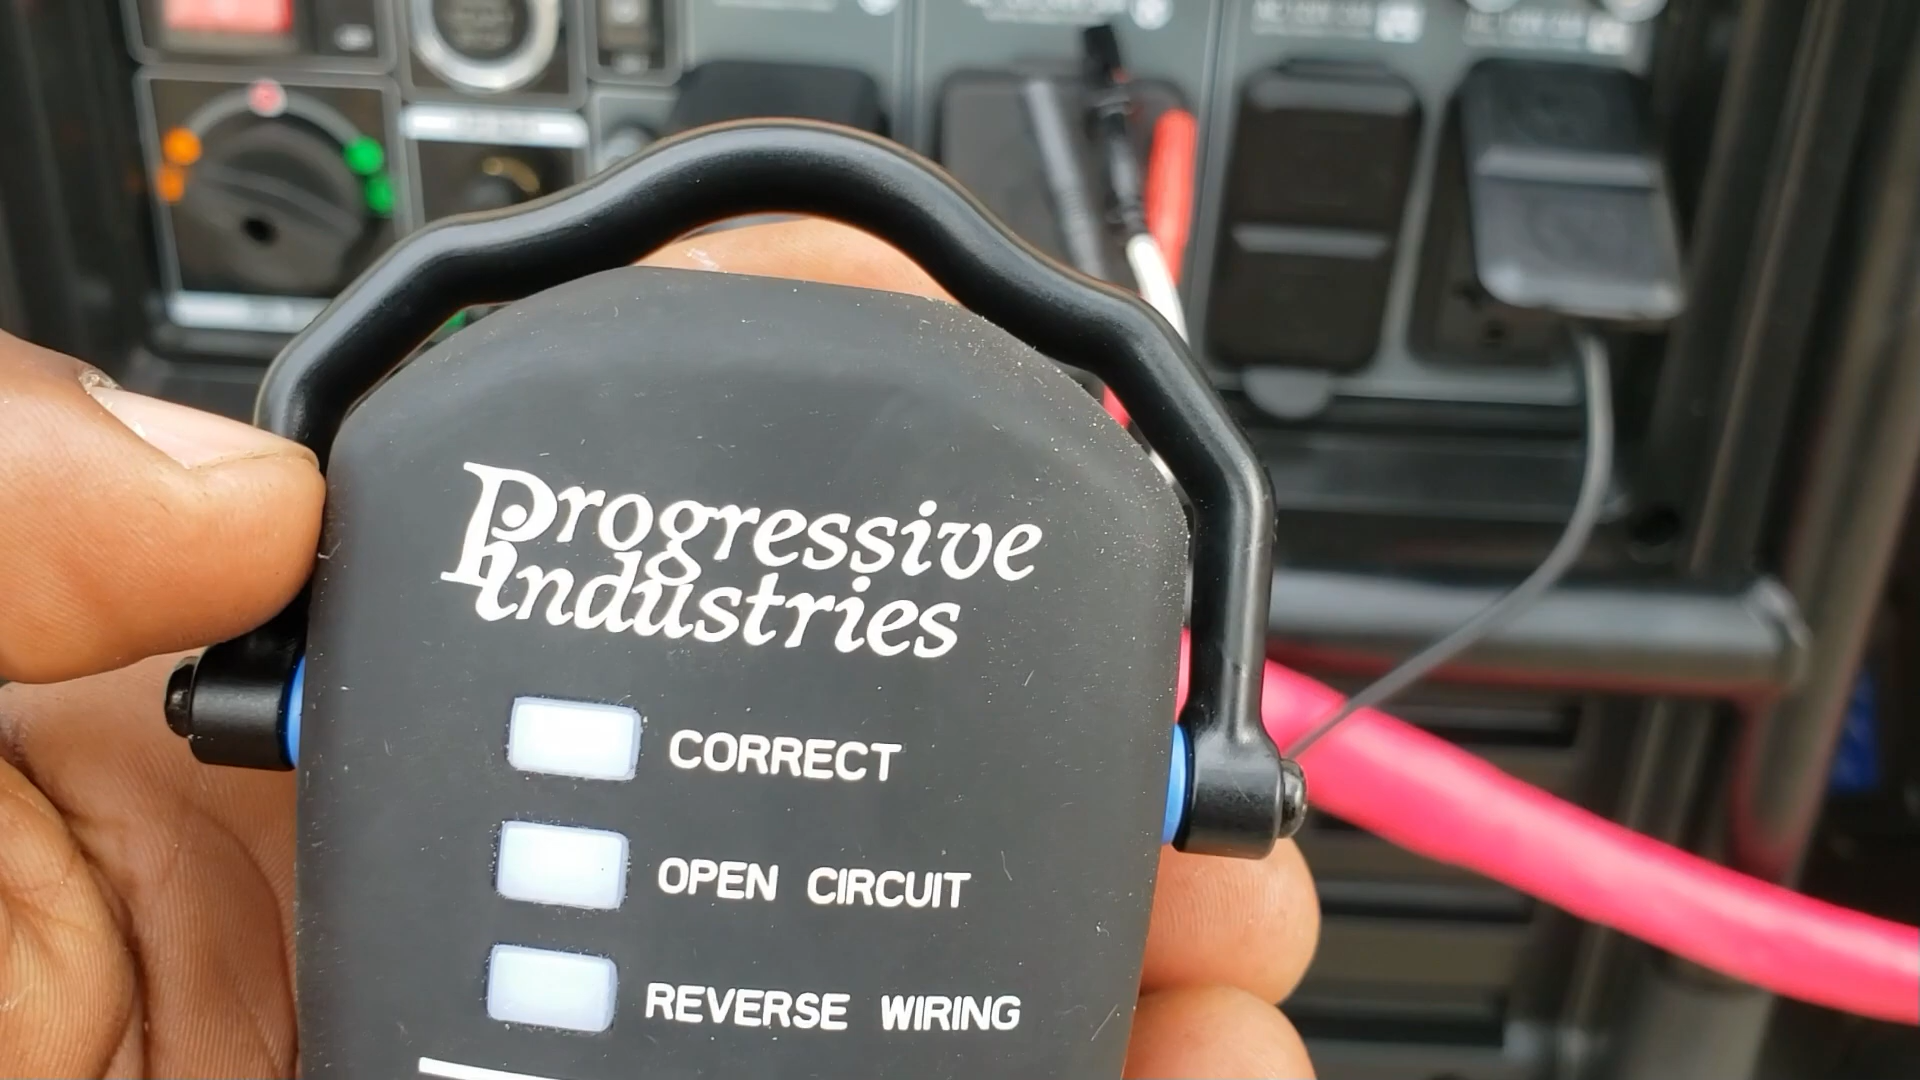 Progressive
Industries
CORRECT
OPEN CIRCUIT
REVERSE WIRING